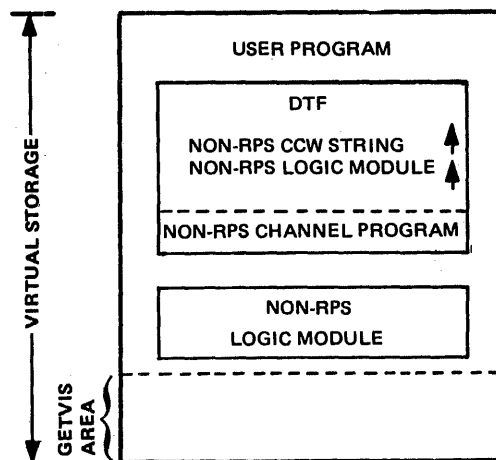 USER PROGRAM
DTF
NON-RPS CCW STRING
NON-RPS LOGIC MODULE
NON-RPS CHANNEL PROGRAM
NON-RPS
LOGIC MODULE
VIRTUAL STORAGE
GETVIS
AREA